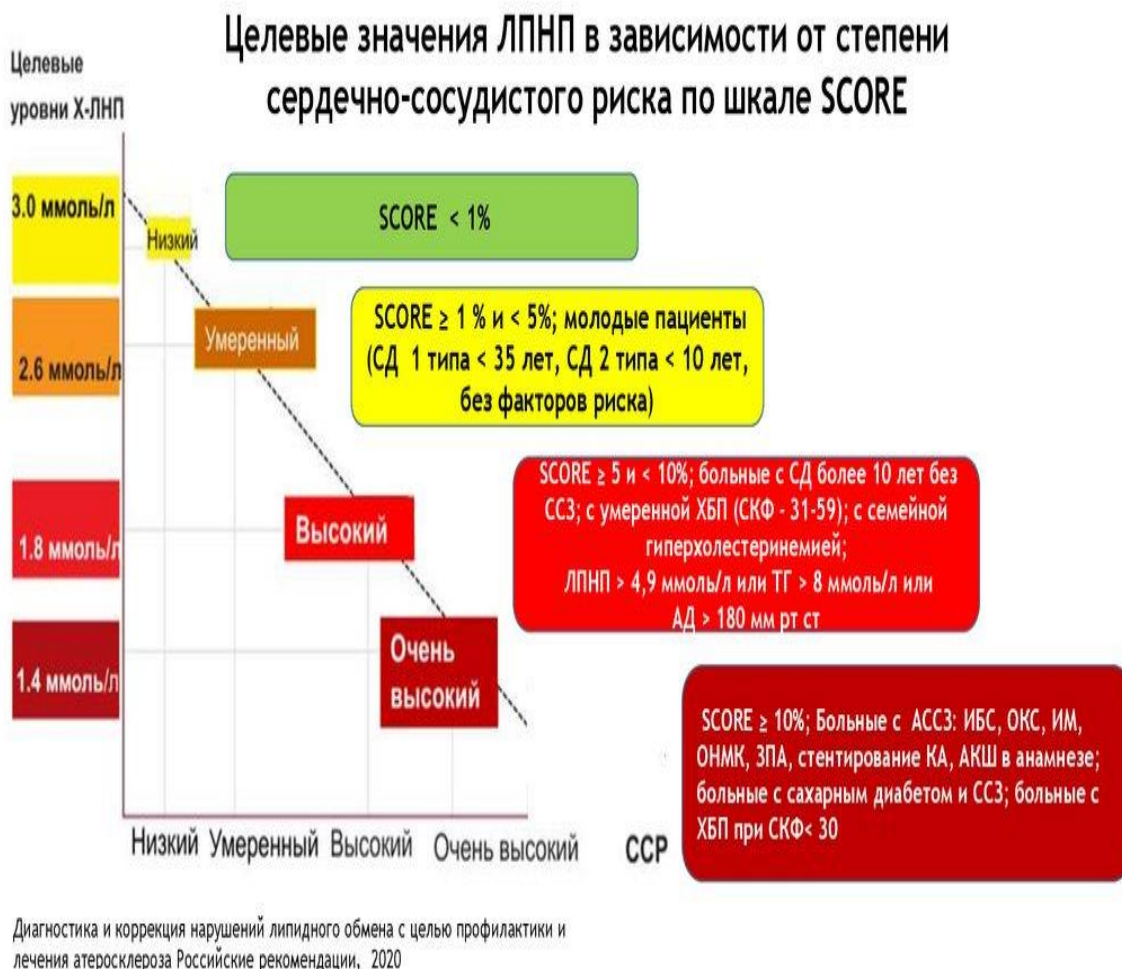 Целевые значения ЛПНП в зависимости от степени
сердечно-сосудистого риска по шкале SCORE
Целевые
уровни Х-ЛНП
3.0 ммоль/л
Низкий
SCORE < 1%
2.6 ммоль/л
Умеренный
SCORE ≥ 1 % и < 5%; молодые пациенты
(СД 1 типа < 35 лет, СД 2 типа < 10 лет,
без факторов риска)
1.8 ммоль/л
Высокий
SCORE ≥ 5 и < 10%; больные с СД более 10 лет без
ССЗ; с умеренной ХБП (СКФ - 31-59); с семейной
гиперхолестеринемией;
ЛПНП > 4,9 ммоль/л или ТГ > 8 ммоль/л или
АД > 180 мм рт ст
1.4 ммоль/л
Очень
высокий
SCORE ≥ 10%; Больные с АССЗ: ИБС, ОКС, ИМ,
ОНМК, ЗПА, стентирование КА, АКШ в анамнезе;
больные с сахарным диабетом и ССЗ; больные с
ХБП при СКФ< 30
Низкий Умеренный Высокий Очень высокий ССР
Диагностика и коррекция нарушений липидного обмена с целью профилактики и
лечения атеросклероза Российские рекомендации, 2020